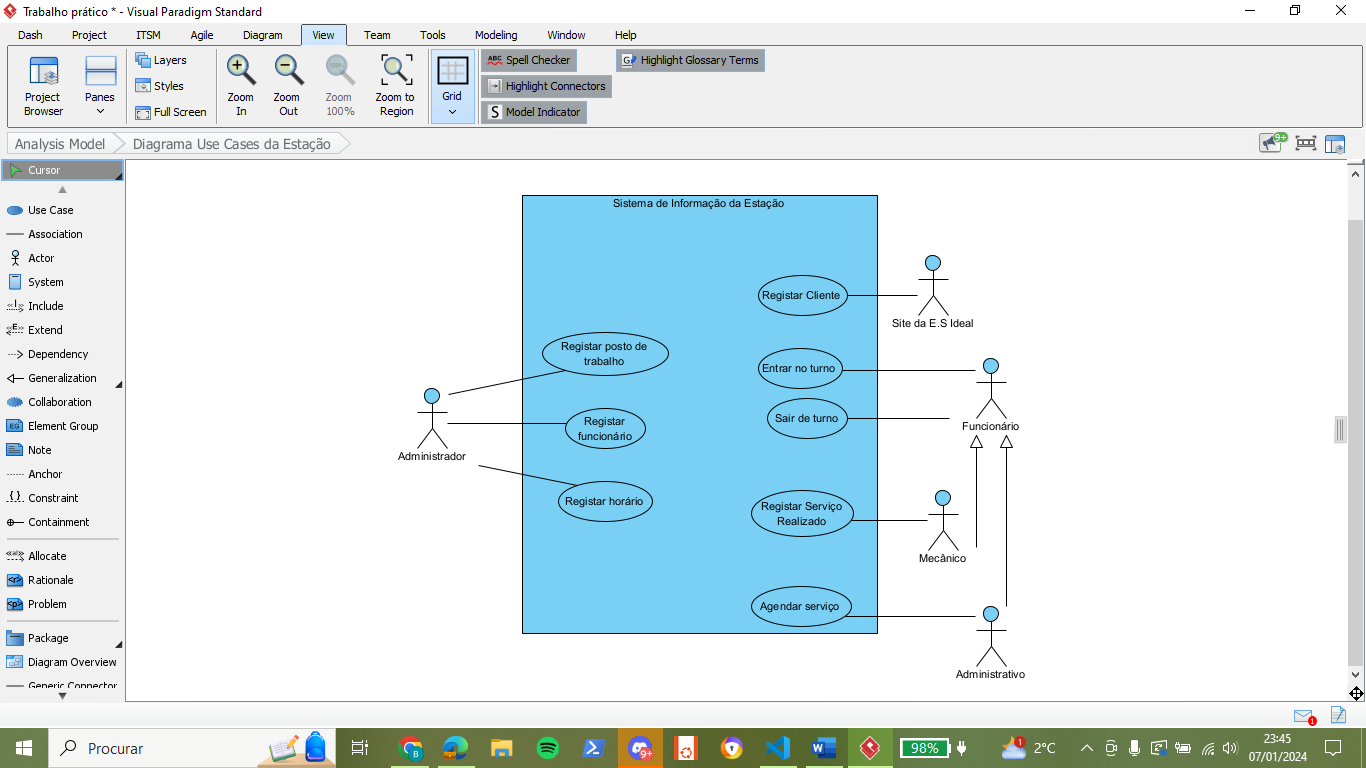 Trabalho prático * - Visual Paradigm Standard
Dash Project ITSM Agile Diagram View Team Tools Modeling Window Help
Project Browser
Panes
Layers
Styles
Full Screen
Zoom In
Zoom Out
Zoom 100%
Zoom to Region
Grid
ABC Spell Checker
Highlight Connectors
S Model Indicator
G Highlight Glossary Terms
Analysis Model Diagrama Use Cases da Estação
9+
Cursor
Use Case
Association
Actor
System
Include
Extend
Dependency
Generalization
Collaboration
Element Group
Note
Anchor
Constraint
Containment
Allocate
Rationale
Problem
Package
Diagram Overview
Generic Connector
Sistema de Informação da Estação
Registar Cliente
Site da E.S Ideal
Registar posto de
trabalho
Entrar no turno
Sair de turno
Funcionário
Registar
funcionário
Administrador
Registar horário
Registar Serviço
Realizado
Mecânico
Agendar serviço
Administrativo
1
Procurar
9+
98%
1
2°C
23:45
07/01/2024